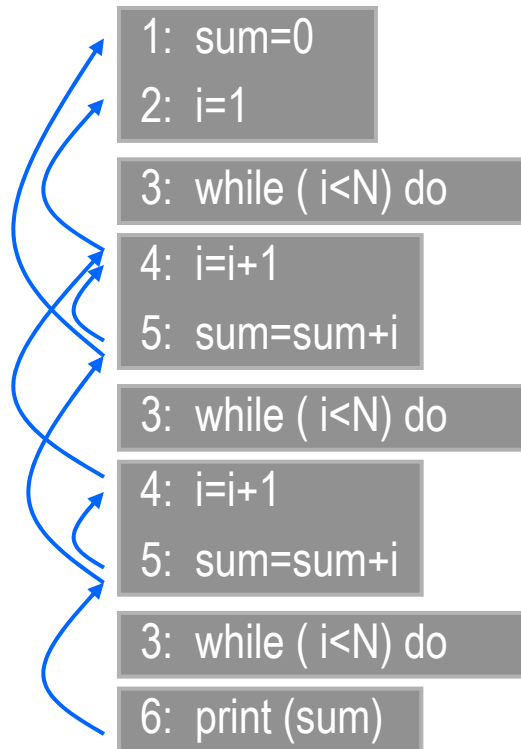 1: sum=0
2: i=1
3: while ( i<N) do
4: i=i+1
5: sum=sum+i
3: while ( i<N) do
4: i=i+1
5: sum=sum+i
3: while ( i<N) do
6: print (sum)